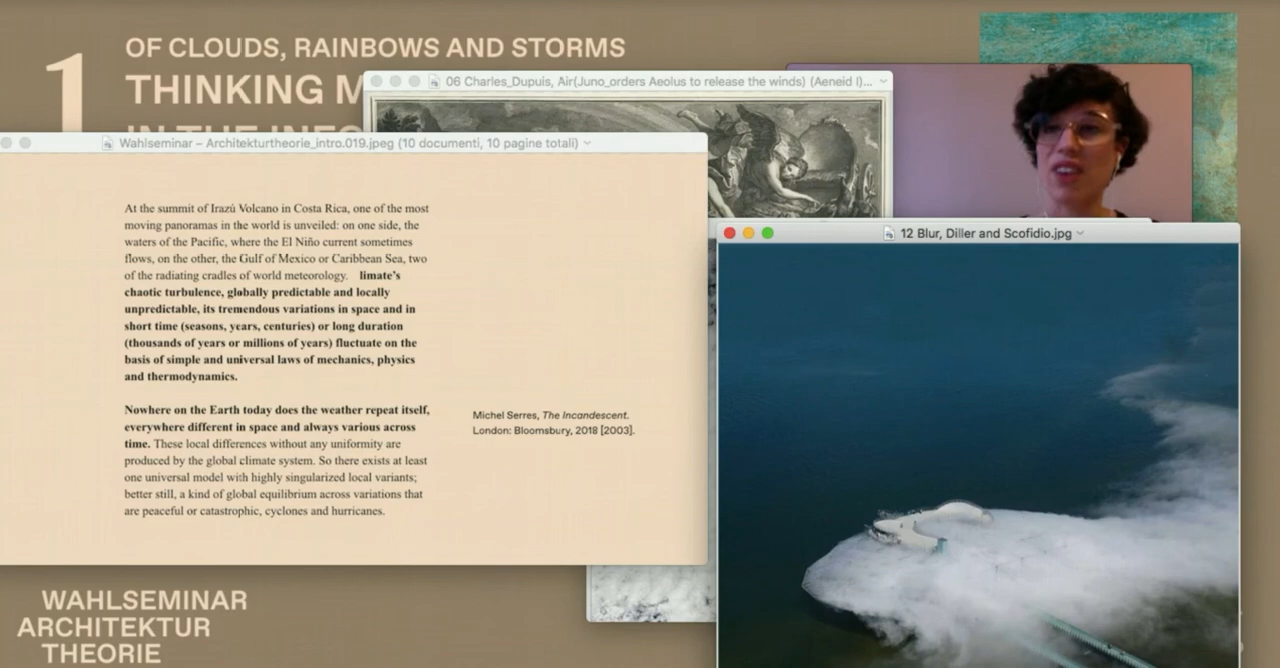 1
OF CLOUDS, RAINBOWS AND STORMS
THINKING M
IN THE INFO
06 Charles_Dupuis, Air(Juno_orders Aeolus to release the winds) (Aeneid I)...
Wahlseminar – Architekturtheorie_intro.019.jpeg (10 documenti, 10 pagine totali)
At the summit of Irazú Volcano in Costa Rica, one of the most
moving panoramas in the world is unveiled: on one side, the
waters of the Pacific, where the El Niño current sometimes
flows, on the other, the Gulf of Mexico or Caribbean Sea, two
of the radiating cradles of world meteorology. limate's
chaotic turbulence, globally predictable and locally
unpredictable, its tremendous variations in space and in
short time (seasons, years, centuries) or long duration
(thousands of years or millions of years) fluctuate on the
basis of simple and universal laws of mechanics, physics
and thermodynamics.
Nowhere on the Earth today does the weather repeat itself,
everywhere different in space and always various across
time. These local differences without any uniformity are
produced by the global climate system. So there exists at least
one universal model with highly singularized local variants;
better still, a kind of global equilibrium across variations that
are peaceful or catastrophic, cyclones and hurricanes.
Michel Serres, The Incandescent.
London: Bloomsbury, 2018 [2003].
12 Blur, Diller and Scofidio.jpg
WAHLSEMINAR
ARCHITEKTUR
THEORIE